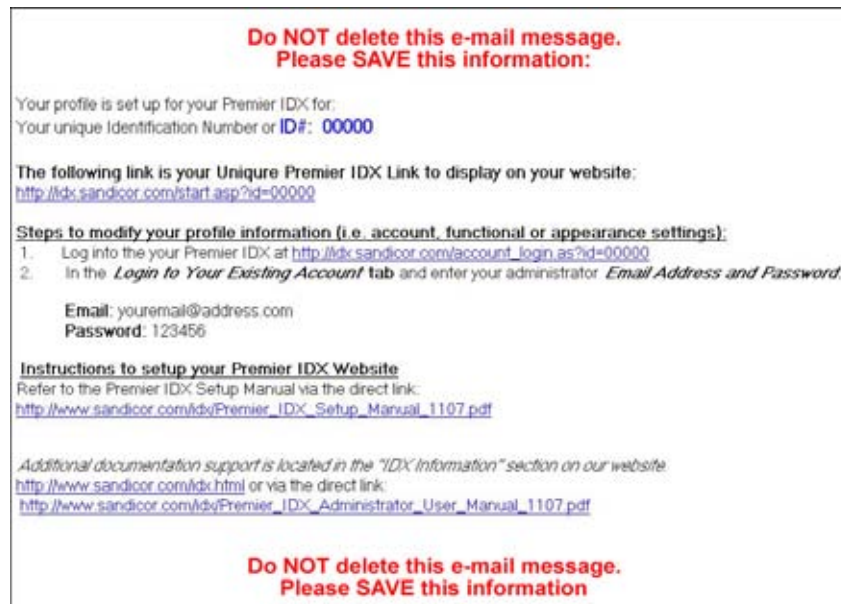 Do NOT delete this e-mail message.
Please SAVE this information:
Your profile is set up for your Premier IDX for:
Your unique Identification Number or ID#: 00000
The following link is your Uniqure Premier IDX Link to display on your website:
http://idx.sandicor.com/start.asp?id=00000
Steps to modify your profile information (i.e. account, functional or appearance settings):
1. Log into the your Premier IDX at http://idx.sandicor.com/account_login.as?id=00000
2. In the Login to Your Existing Account tab and enter your administrator Email Address and Password.
Email: youremail@address.com
Password: 123456
Instructions to setup your Premier IDX Website
Refer to the Premier IDX Setup Manual via the direct link:
http://www.sandicor.com/idx/Premier_IDX_Setup_Manual_1107.pdf
Additional documentation support is located in the "IDX Information" section on our website.
http://www.sandicor.com/idx.html or via the direct link:
http://www.sandicor.com/idx/Premier_IDX_Administrator_User_Manual_1107.pdf
Do NOT delete this e-mail message.
Please SAVE this information